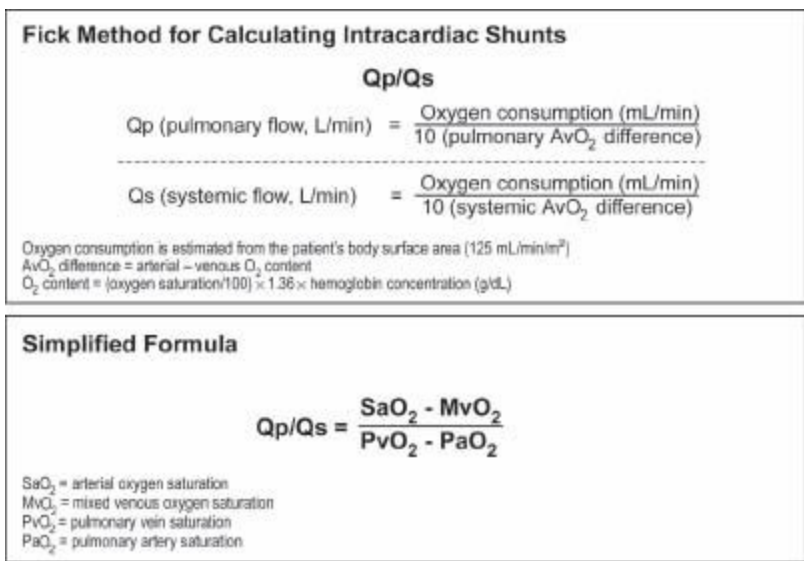 Fick Method for Calculating Intracardiac Shunts
Qp/Qs
Qp (pulmonary flow, L/min) = Oxygen consumption (mL/min)
10 (pulmonary AvO₂ difference)
Qs (systemic flow, L/min) = Oxygen consumption (mL/min)
10 (systemic AvO₂ difference)
Oxygen consumption is estimated from the patient's body surface area (125 mL/min/m²)
AvO₂ difference = arterial – venous O₂ content
O₂ content = (oxygen saturation/100) × 1.36 × hemoglobin concentration (g/dL)
Simplified Formula
Qp/Qs = SaO₂ - MvO₂
PvO₂ - PaO₂
SaO₂ = arterial oxygen saturation
MvO₂ = mixed venous oxygen saturation
PvO₂ = pulmonary vein saturation
PaO₂ = pulmonary artery saturation